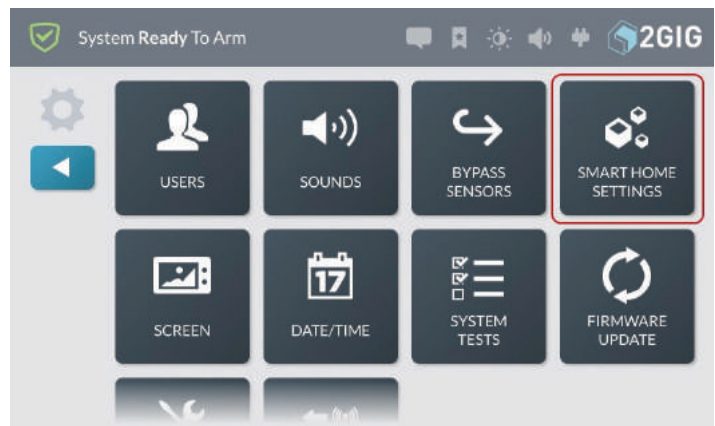 System Ready To Arm
2GIG
USERS
SOUNDS
BYPASS
SENSORS
SMART HOME
SETTINGS
SCREEN
17
DATE/TIME
SYSTEM
TESTS
FIRMWARE
UPDATE